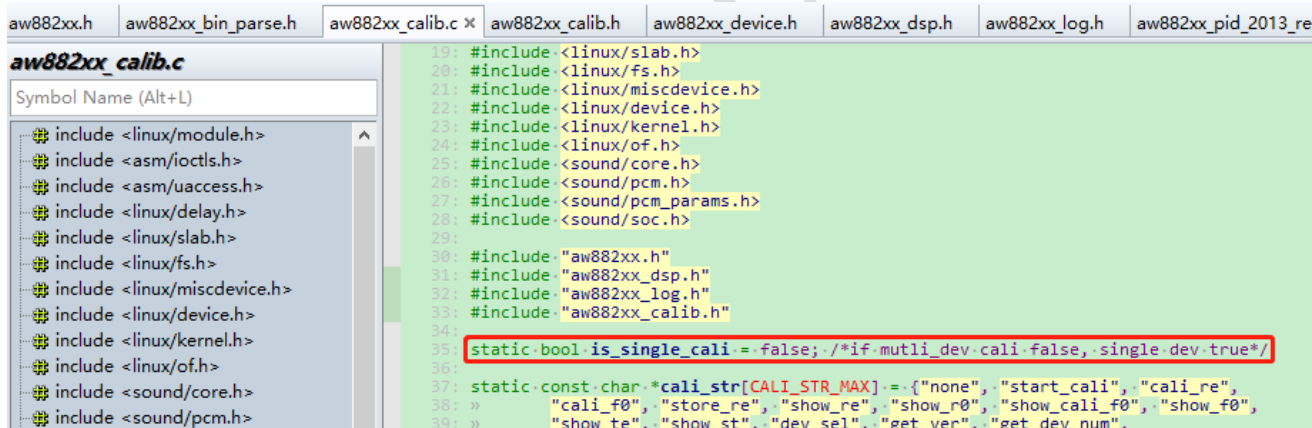 aw882xx.h aw882xx_bin_parse.h aw882xx_calib.c × aw882xx_calib.h aw882xx_device.h aw882xx_dsp.h aw882xx_log.h aw882xx_pid_2013_re
aw882xx_calib.c
Symbol Name (Alt+L)
include <linux/module.h>
include <asm/ioctls.h>
include <asm/uaccess.h>
include <linux/delay.h>
include <linux/slab.h>
include <linux/fs.h>
include <linux/miscdevice.h>
include <linux/device.h>
include <linux/kernel.h>
include <linux/of.h>
include <sound/core.h>
include <sound/pcm.h>
19: #include <linux/slab.h>
20: #include <linux/fs.h>
21: #include <linux/miscdevice.h>
22: #include <linux/device.h>
23: #include <linux/kernel.h>
24: #include <linux/of.h>
25: #include <sound/core.h>
26: #include <sound/pcm.h>
27: #include <sound/pcm_params.h>
28: #include <sound/soc.h>
29:
30: #include "aw882xx.h"
31: #include "aw882xx_dsp.h"
32: #include "aw882xx_log.h"
33: #include "aw882xx_calib.h"
34:
35: static bool is_single_cali = false; /*if mutli_dev cali false, single dev true*/
36:
37: static const char *cali_str[CALI_STR_MAX] = {"none", "start_cali", "cali_re",
38: » "cali_f0", "store_re", "show_re", "show_r0", "show_cali_f0", "show_f0",
39: » "show_te", "show_st", "dev_sel", "get_ver", "get_dev_num",